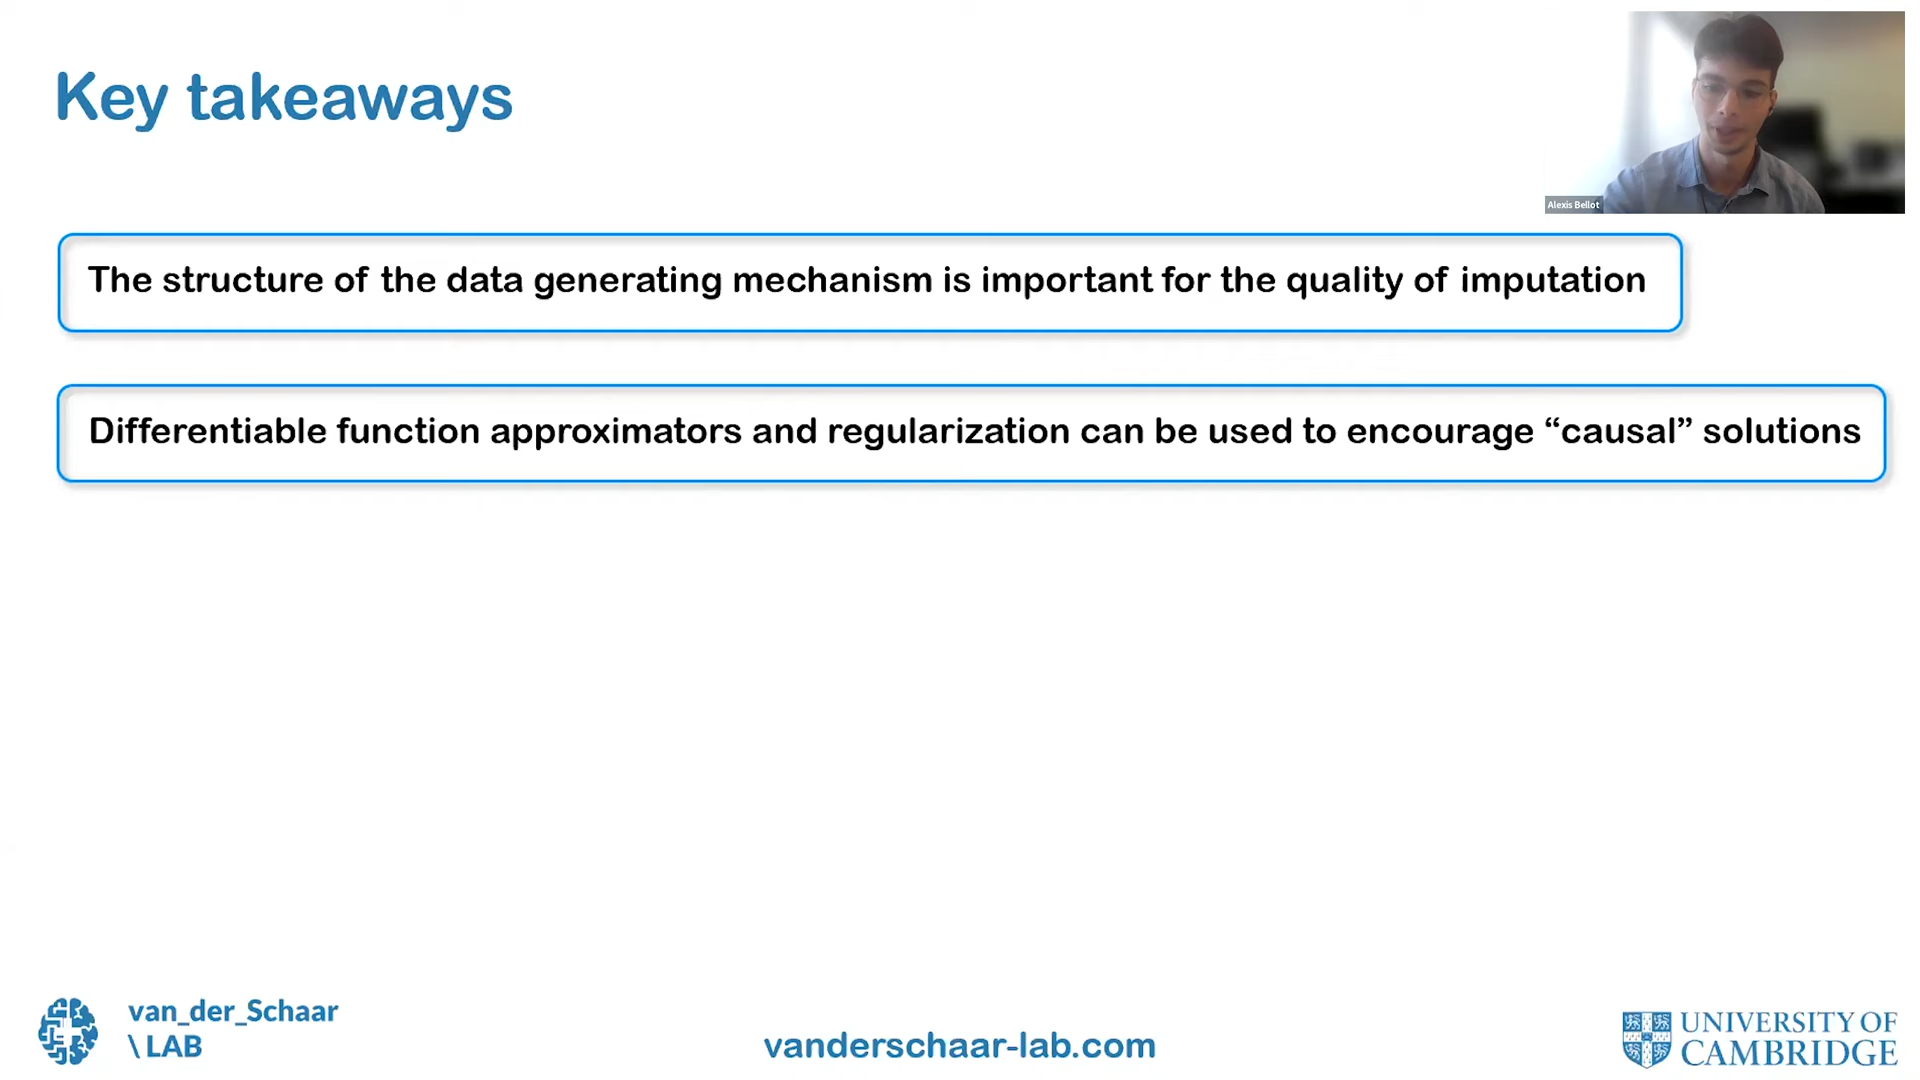 Key takeaways
Alexis Bellot
The structure of the data generating mechanism is important for the quality of imputation
Differentiable function approximators and regularization can be used to encourage “causal” solutions
van_der_Schaar
\ LAB
vanderschaar-lab.com
UNIVERSITY OF
CAMBRIDGE